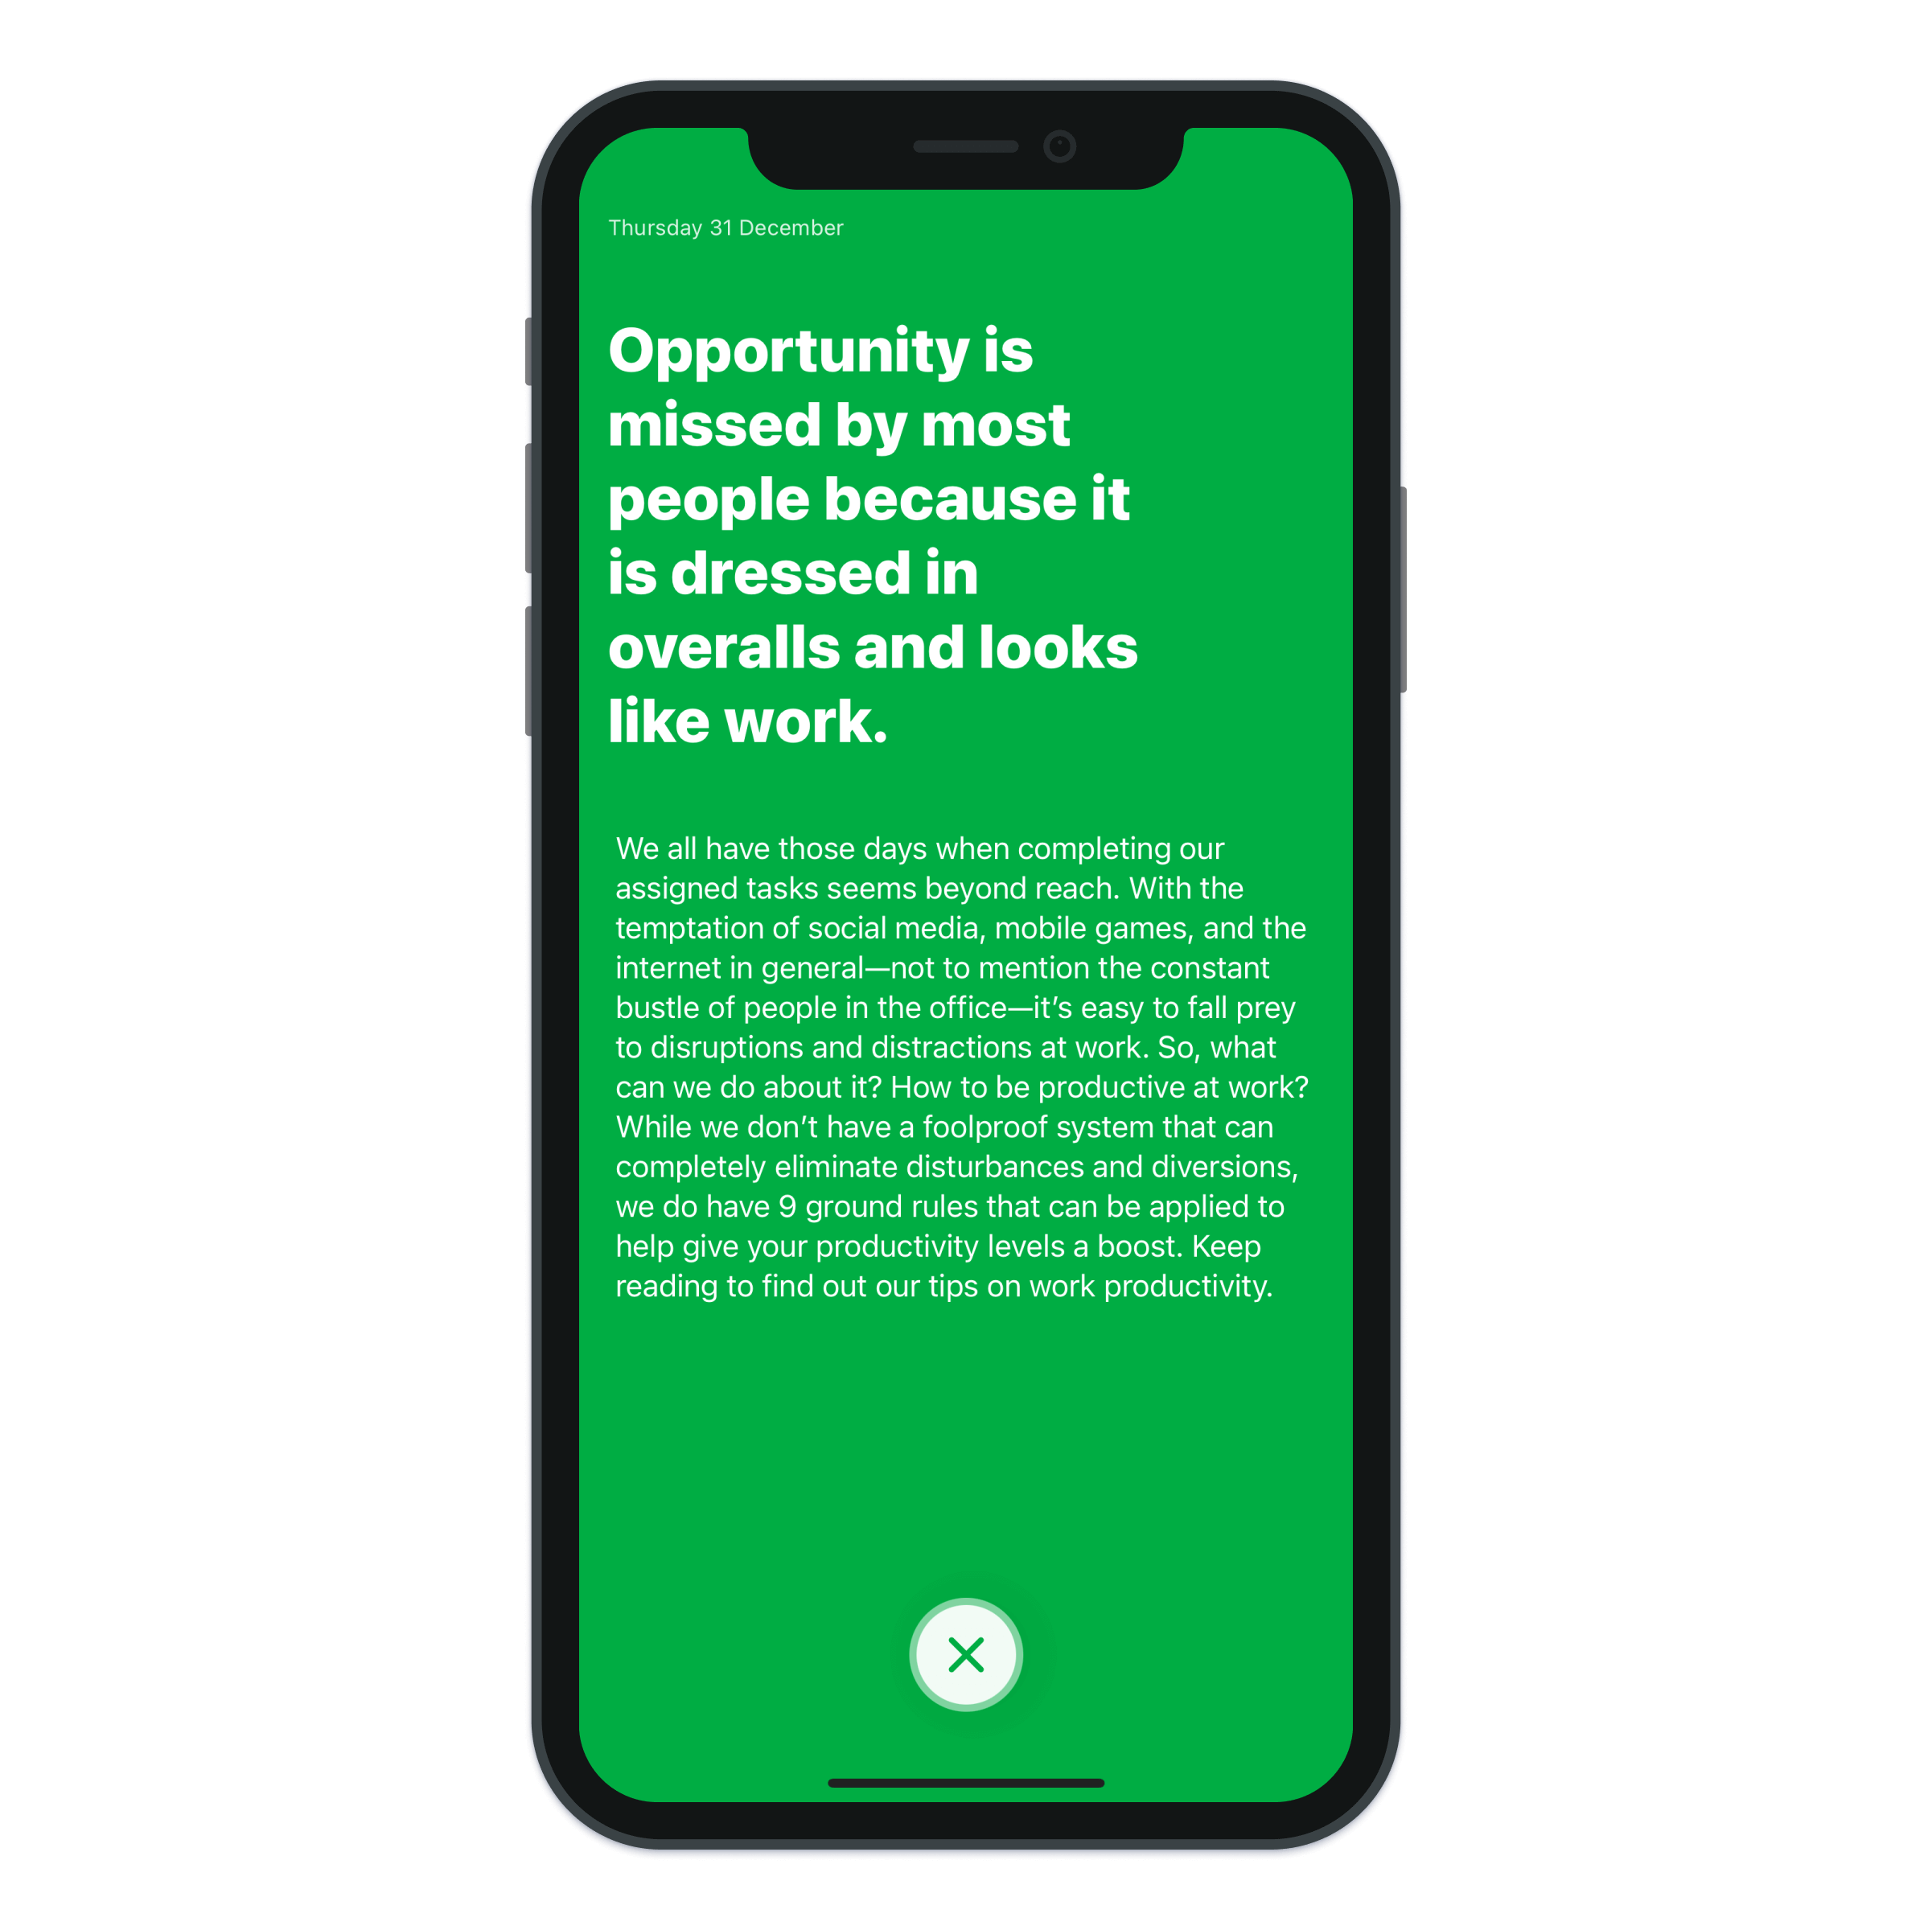 Thursday 31 December
Opportunity is
missed by most
people because it
is dressed in
overalls and looks
like work.
We all have those days when completing our
assigned tasks seems beyond reach. With the
temptation of social media, mobile games, and the
internet in general—not to mention the constant
bustle of people in the office—it’s easy to fall prey
to disruptions and distractions at work. So, what
can we do about it? How to be productive at work?
While we don’t have a foolproof system that can
completely eliminate disturbances and diversions,
we do have 9 ground rules that can be applied to
help give your productivity levels a boost. Keep
reading to find out our tips on work productivity.